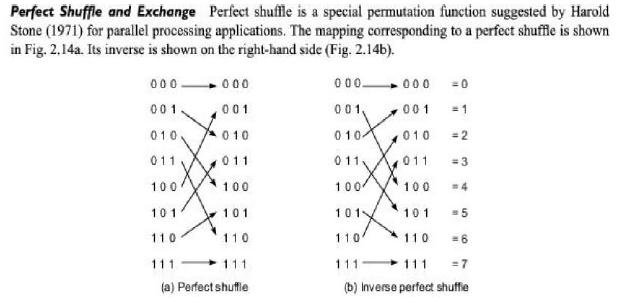 Perfect Shuffle and Exchange Perfect shuffle is a special permutation function suggested by Harold
Stone (1971) for parallel processing applications. The mapping corresponding to a perfect shuffle is shown
in Fig. 2.14a. Its inverse is shown on the right-hand side (Fig. 2.14b).
000 000 000 000 =0
001 001 001 001 =1
010 010 010 010 =2
011 011 011 011 =3
100 100 100 100 =4
101 101 101 101 =5
110 110 110 110 =6
111 111 111 111 =7
(a) Perfect shuffle (b) Inverse perfect shuffle